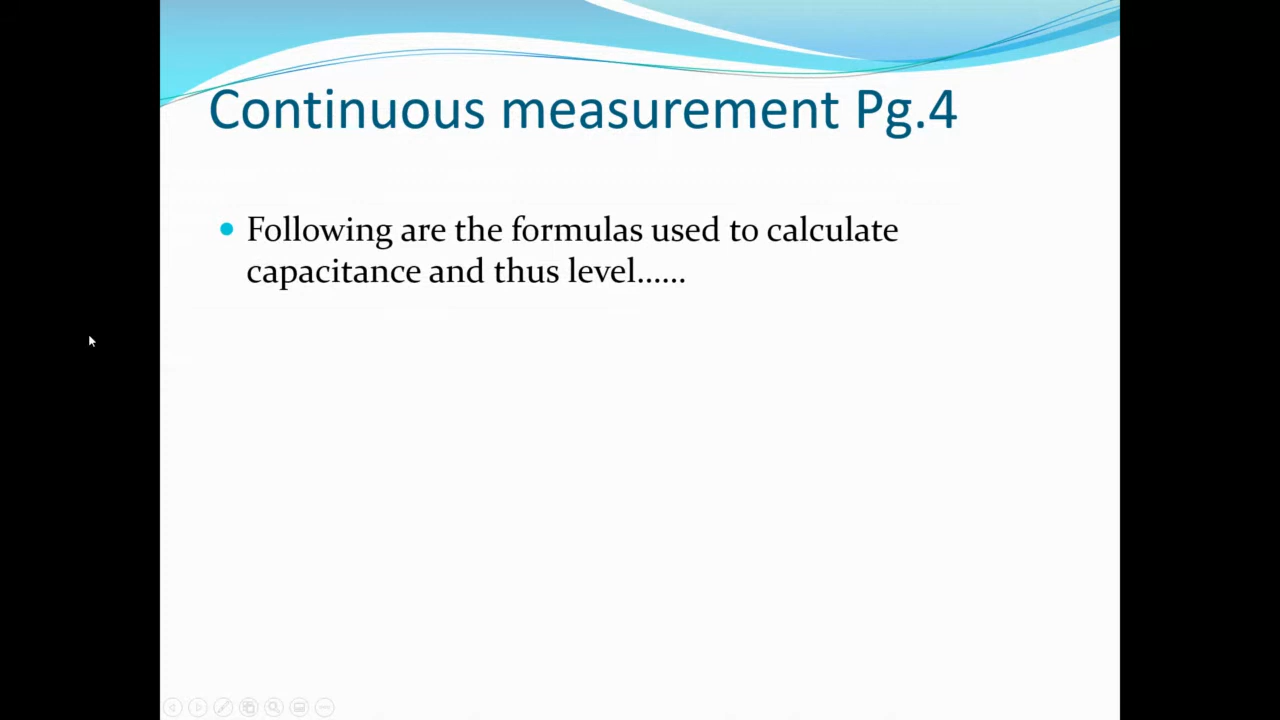 Continuous measurement Pg.4
Following are the formulas used to calculate
capacitance and thus level......